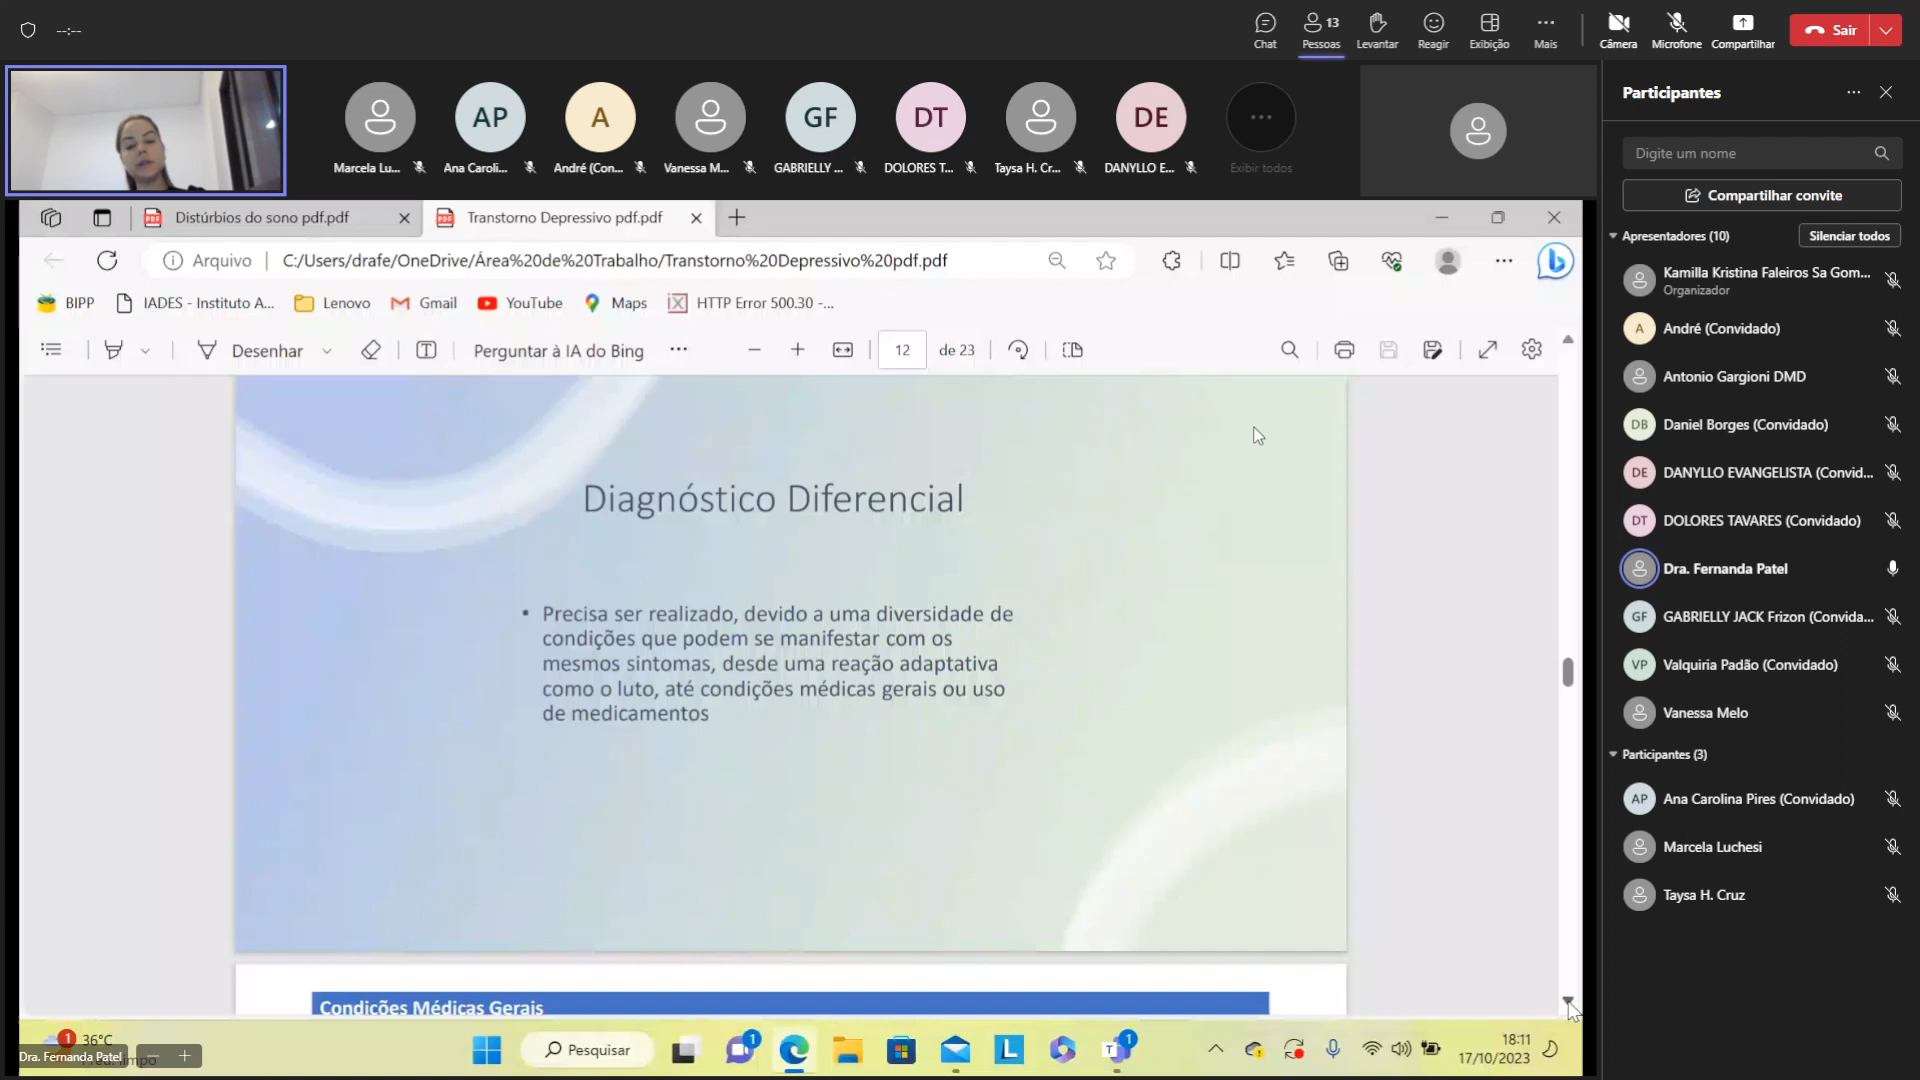 --:--
Chat
13
Pessoas
Levantar
Reagir
Exibição
Mais
Câmera
Microfone
Compartilhar
Sair
Marcela Lu...
AP
Ana Caroli...
A
André (Con...
Vanessa M...
GF
GABRIELLY ...
DT
DOLORES T...
Taysa H. Cr...
DE
DANYLLO E...
Exibir todos
Distúrbios do sono pdf.pdf
Transtorno Depressivo pdf.pdf
Arquivo
C:/Users/drafe/OneDrive/Área%20de%20Trabalho/Transtorno%20Depressivo%20pdf.pdf
BIPP
IADES - Instituto A...
Lenovo
Gmail
YouTube
Maps
HTTP Error 500.30 -...
Desenhar
Perguntar à IA do Bing
12
de 23
Diagnóstico Diferencial
• Precisa ser realizado, devido a uma diversidade de
condições que podem se manifestar com os
mesmos sintomas, desde uma reação adaptativa
como o luto, até condições médicas gerais ou uso
de medicamentos
Condições Médicas Gerais
1
36°C
Dra. Fernanda Patel
Pesquisar
1
L
1
18:11
17/10/2023
Participantes
Digite um nome
Compartilhar convite
Apresentadores (10)
Silenciar todos
Kamilla Kristina Faleiros Sa Gom...
Organizador
A
André (Convidado)
Antonio Gargioni DMD
DB
Daniel Borges (Convidado)
DE
DANYLLO EVANGELISTA (Convid...
DT
DOLORES TAVARES (Convidado)
Dra. Fernanda Patel
GF
GABRIELLY JACK Frizon (Convida...
VP
Valquiria Padão (Convidado)
Vanessa Melo
Participantes (3)
AP
Ana Carolina Pires (Convidado)
Marcela Luchesi
Taysa H. Cruz